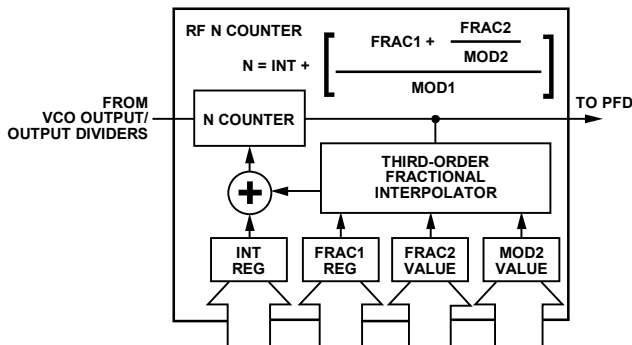 RF N COUNTER
N = INT +
FRAC1 +
FRAC2
MOD2
MOD1
FROM
VCO OUTPUT/
OUTPUT DIVIDERS
N COUNTER
TO PFD
THIRD-ORDER
FRACTIONAL
INTERPOLATOR
+
INT
REG
FRAC1
REG
FRAC2
VALUE
MOD2
VALUE